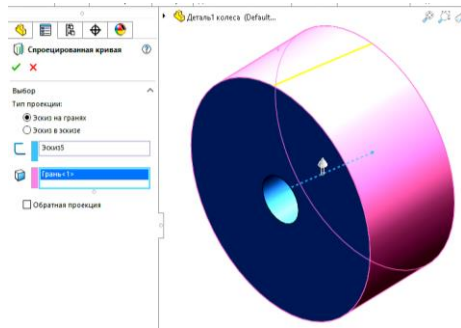 Деталь1 колеса (Default...
Спроецированная кривая
Выбор
Тип проекции:
Эскиз на гранях
Эскиз в эскизе
Эскиз5
Грань<1>
Обратная проекция